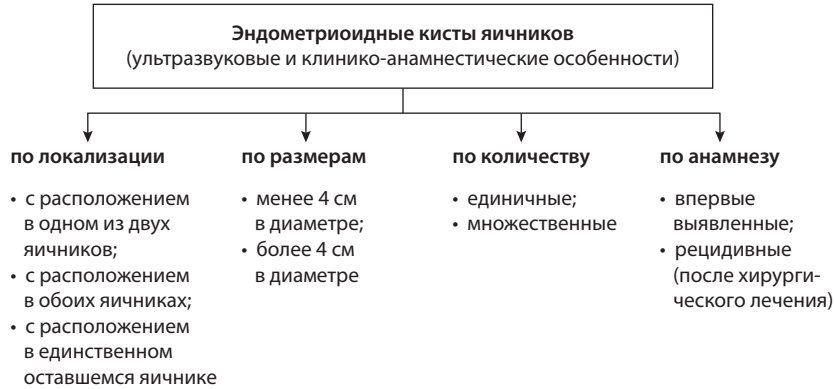 Эндометриоидные кисты яичников
(ультразвуковые и клинико-анамнестические особенности)
по локализации
• с расположением
в одном из двух
яичников;
• с расположением
в обоих яичниках;
• с расположением
в единственном
оставшемся яичнике
по размерам
• менее 4 см
в диаметре;
• более 4 см
в диаметре
по количеству
• единичные;
• множественные
по анамнезу
• впервые
выявленные;
• рецидивные
(после хирурги-
ческого лечения)